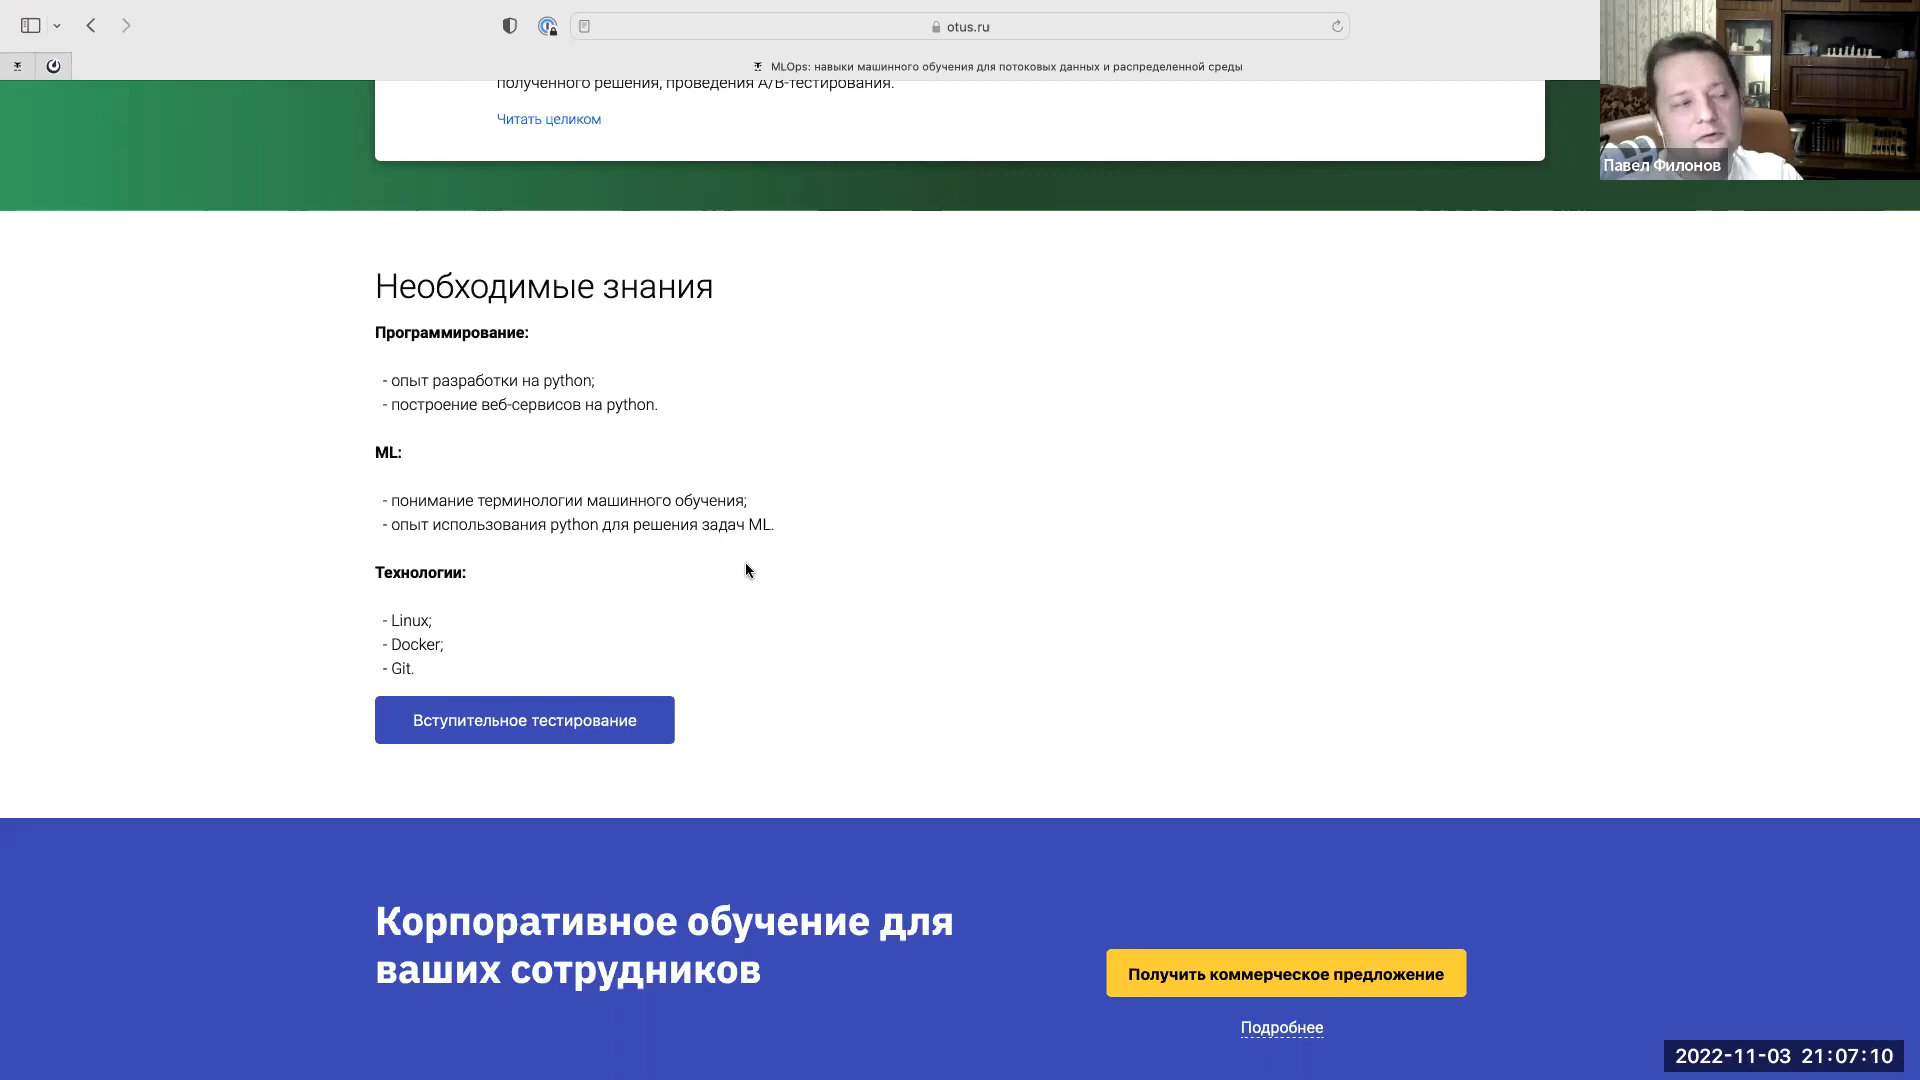 otus.ru
MLOps: навыки машинного обучения для потоковых данных и распределенной среды
полученного решения, проведения A/B-тестирования.
Читать целиком
Павел Филонов
Необходимые знания
Программирование:
- опыт разработки на python;
- построение веб-сервисов на python.
ML:
- понимание терминологии машинного обучения;
- опыт использования python для решения задач ML.
Технологии:
- Linux;
- Docker;
- Git.
Вступительное тестирование
Корпоративное обучение для
ваших сотрудников
Получить коммерческое предложение
Подробнее
2022-11-03 21:07:10